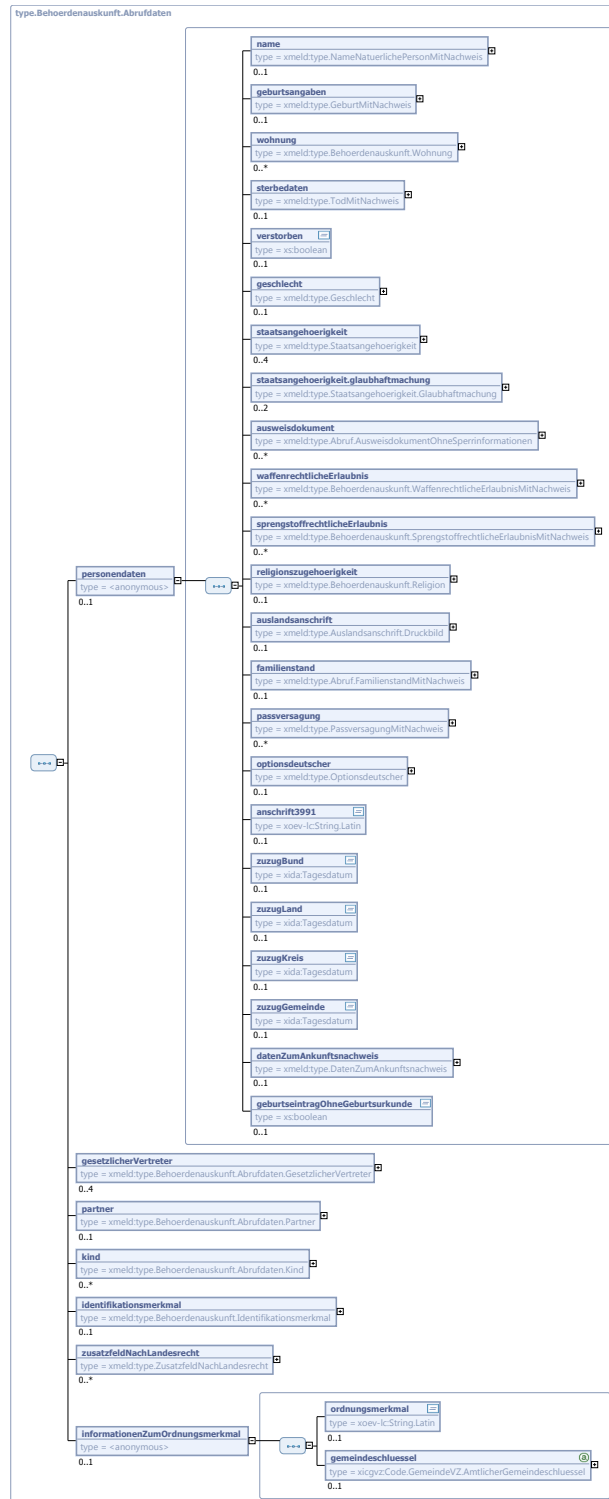 type.Behoerdenauskunft.Abrufdaten
name
type = xmeld:type.NameNatuerlichePersonMitNachweis
0..1
geburtsangaben
type = xmeld:type.GeburtMitNachweis
0..1
wohnung
type = xmeld:type.Behoerdenauskunft.Wohnung
0..*
sterbedaten
type = xmeld:type.TodMitNachweis
0..1
verstorben
type = xs:boolean
0..1
geschlecht
type = xmeld:type.Geschlecht
0..1
staatsangehoerigkeit
type = xmeld:type.Staatsangehoerigkeit
0..4
staatsangehoerigkeit.glaubhaftmachung
type = xmeld:type.Staatsangehoerigkeit.Glaubhaftmachung
0..2
ausweisdokument
type = xmeld:type.Abruf.AusweisdokumentOhneSperrinformationen
0..*
waffenrechtlicheErlaubnis
type = xmeld:type.Behoerdenauskunft.WaffenrechtlicheErlaubnisMitNachweis
0..*
sprengstoffrechtlicheErlaubnis
type = xmeld:type.Behoerdenauskunft.SprengstoffrechtlicheErlaubnisMitNachweis
0..*
personendaten
type = <anonymous>
0..1
religionszugehoerigkeit
type = xmeld:type.Behoerdenauskunft.Religion
0..1
auslandsanschrift
type = xmeld:type.Auslandsanschrift.Druckbild
0..1
familienstand
type = xmeld:type.Abruf.FamilienstandMitNachweis
0..1
passversagung
type = xmeld:type.PassversagungMitNachweis
0..*
optionsdeutscher
type = xmeld:type.Optionsdeutscher
0..1
anschrift3991
type = xoev-lc:String.Latin
0..1
zuzugBund
type = xida:Tagesdatum
0..1
zuzugLand
type = xida:Tagesdatum
0..1
zuzugKreis
type = xida:Tagesdatum
0..1
zuzugGemeinde
type = xida:Tagesdatum
0..1
datenZumAnkunftsnachweis
type = xmeld:type.DatenZumAnkunftsnachweis
0..1
geburtseintragOhneGeburtsurkunde
type = xs:boolean
0..1
gesetzlicherVertreter
type = xmeld:type.Behoerdenauskunft.Abrufdaten.GesetzlicherVertreter
0..4
partner
type = xmeld:type.Behoerdenauskunft.Abrufdaten.Partner
0..1
kind
type = xmeld:type.Behoerdenauskunft.Abrufdaten.Kind
0..*
identifikationsmerkmal
type = xmeld:type.Behoerdenauskunft.Identifikationsmerkmal
0..1
zusatzfeldNachLandesrecht
type = xmeld:type.ZusatzfeldNachLandesrecht
0..*
informationenZumOrdnungsmerkmal
type = <anonymous>
0..1
ordnungsmerkmal
type = xoev-lc:String.Latin
0..1
gemeindeschluessel
a
type = xicgvz:Code.GemeindeVZ.AmtlicherGemeindeschluessel
0..1